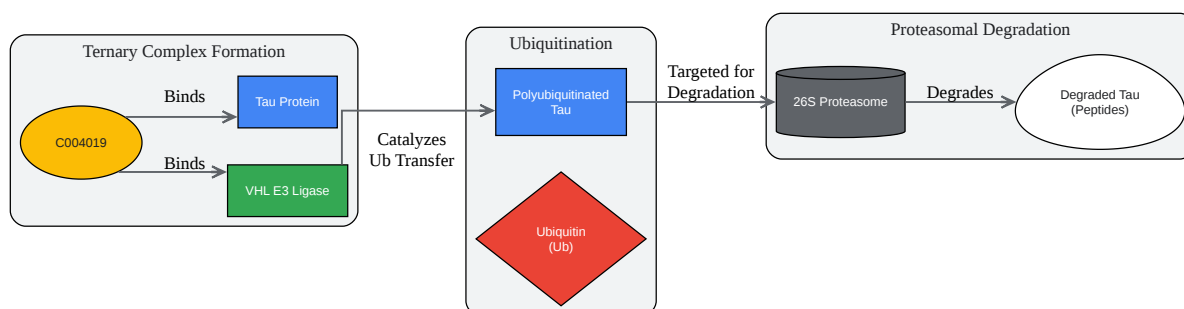 Ternary Complex Formation
C004019
Binds
Binds
Tau Protein
VHL E3 Ligase
Catalyzes
Ub Transfer
Ubiquitination
Polyubiquitinated
Tau
Ubiquitin
(Ub)
Targeted for
Degradation
Proteasomal Degradation
26S Proteasome
Degrades
Degraded Tau
(Peptides)